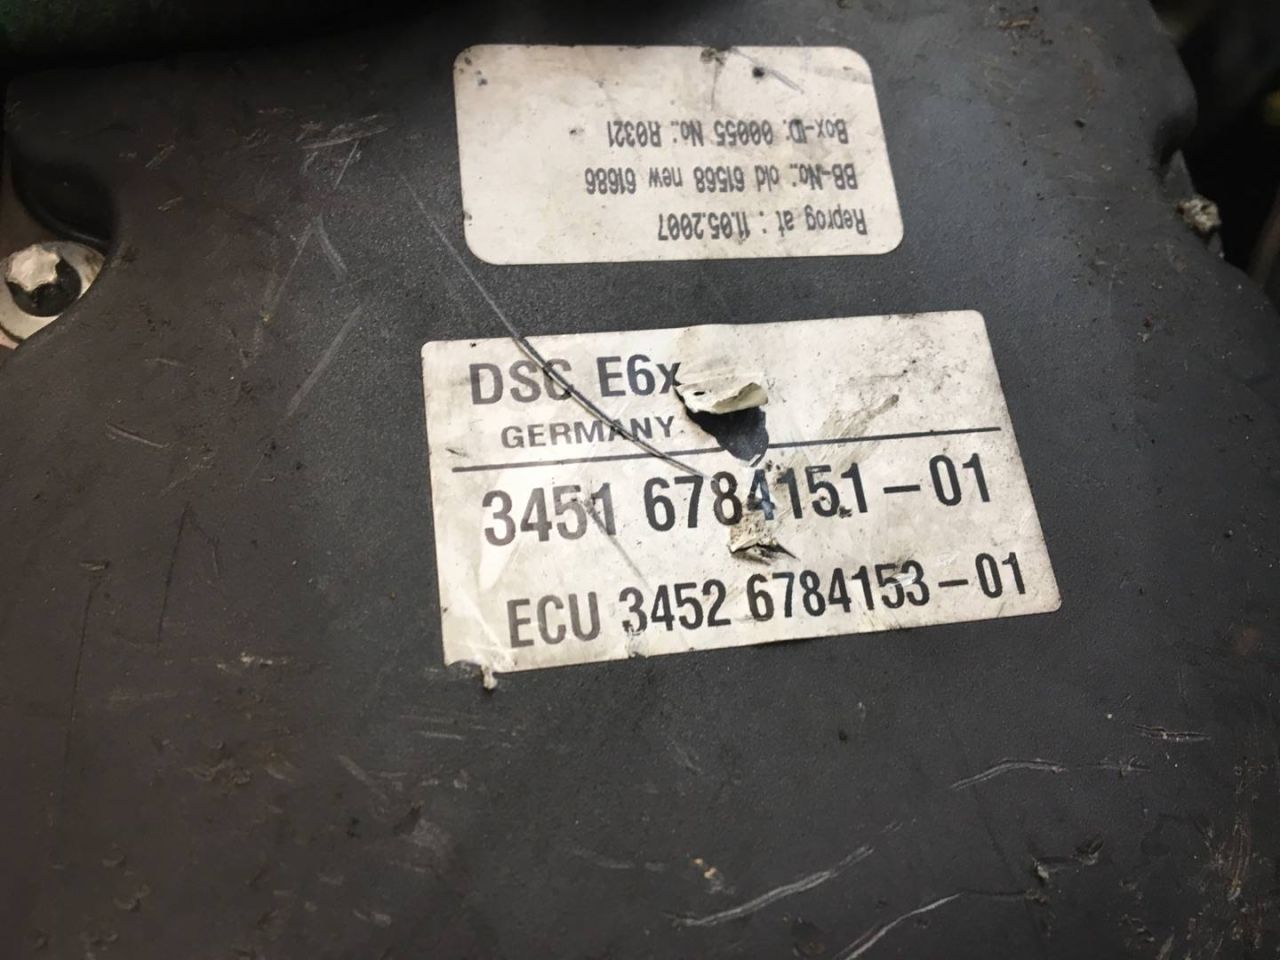 Reprog at : 11.05.2007
BB-No.: old 61568 new 61686
Box-ID: 00055 No.: R0321
DSC E6x
GERMANY
3451 6784151-01
ECU 3452 6784153-01